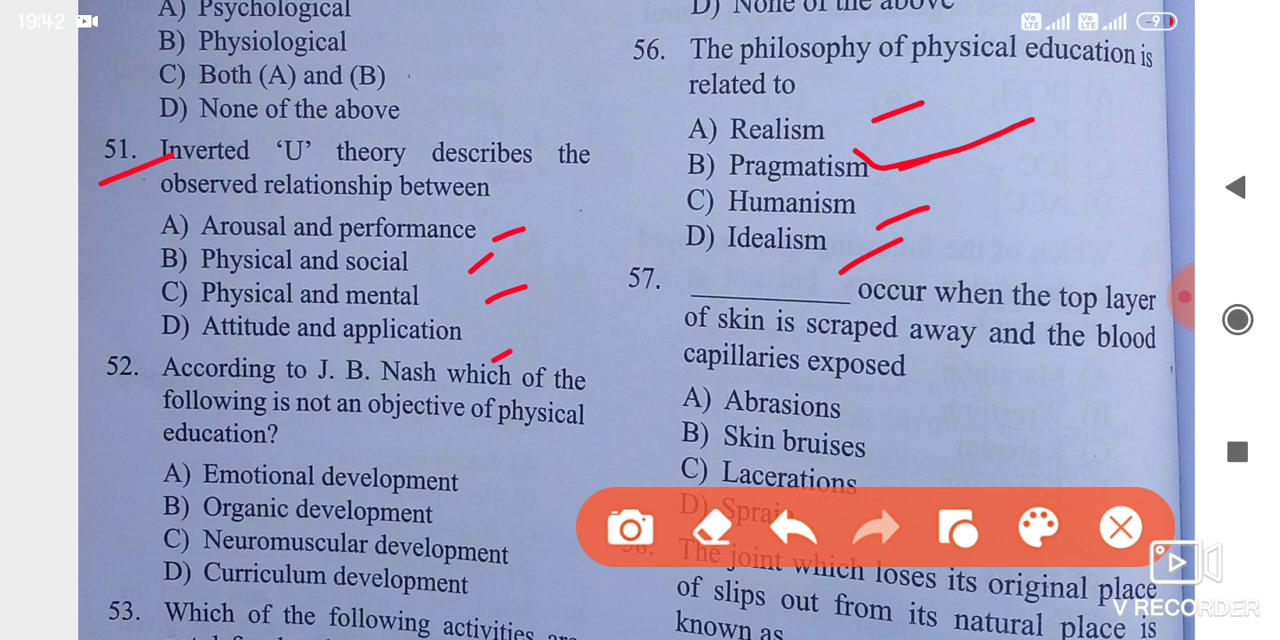 19:42
A) Psychological
B) Physiological
C) Both (A) and (B)
D) None of the above
51. Inverted ‘U’ theory describes the
observed relationship between
A) Arousal and performance
B) Physical and social
C) Physical and mental
D) Attitude and application
52. According to J. B. Nash which of the
following is not an objective of physical
education?
A) Emotional development
B) Organic development
C) Neuromuscular development
D) Curriculum development
53. Which of the following activities are
D) None of the above
56. The philosophy of physical education is
related to
A) Realism
B) Pragmatism
C) Humanism
D) Idealism
57. __________ occur when the top layer
of skin is scraped away and the blood
capillaries exposed
A) Abrasions
B) Skin bruises
C) Lacerations
D)
The joint which loses its original place
of slips out from its natural place is
known as
Vo LTE Vo LTE 9
V RECORDER